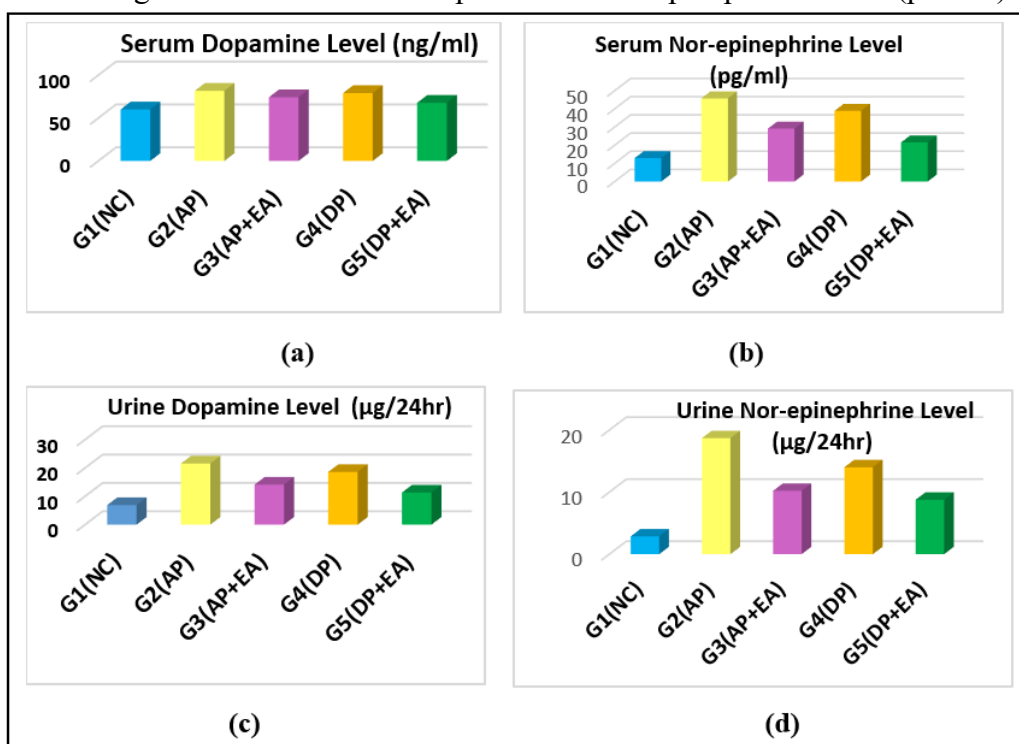 Serum Dopamine Level (ng/ml)
100
50
0
G1(NC)
G2(AP)
G3(AP+EA)
G4(DP)
G5(DP+EA)
(a)
Serum Nor-epinephrine Level
(pg/ml)
50
40
30
20
10
0
G1(NC)
G2(AP)
G3(AP+EA)
G4(DP)
G5(DP+EA)
(b)
Urine Dopamine Level (µg/24hr)
30
20
10
0
G1(NC)
G2(AP)
G3(AP+EA)
G4(DP)
G5(DP+EA)
(c)
Urine Nor-epinephrine Level
(µg/24hr)
20
10
0
G1(NC)
G2(AP)
G3(AP+EA)
G4(DP)
G5(DP+EA)
(d)